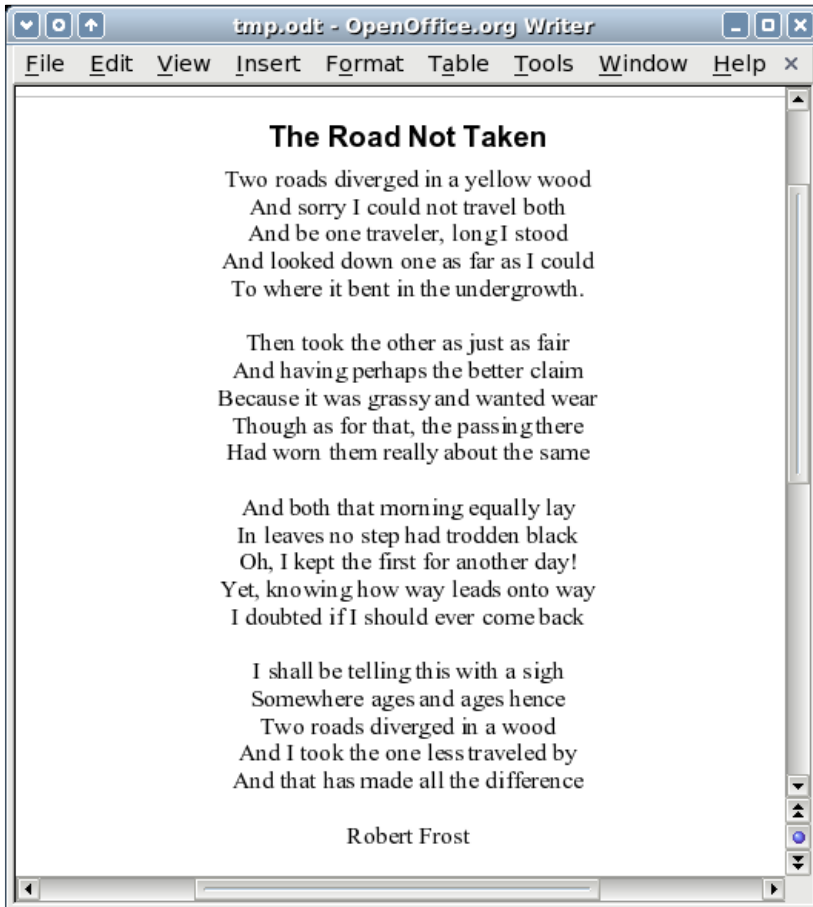 tmp.odt - OpenOffice.org Writer
File Edit View Insert Format Table Tools Window Help ×
The Road Not Taken
Two roads diverged in a yellow wood
And sorry I could not travel both
And be one traveler, long I stood
And looked down one as far as I could
To where it bent in the undergrowth.
Then took the other as just as fair
And having perhaps the better claim
Because it was grassy and wanted wear
Though as for that, the passing there
Had worn them really about the same
And both that morning equally lay
In leaves no step had trodden black
Oh, I kept the first for another day!
Yet, knowing how way leads onto way
I doubted if I should ever come back
I shall be telling this with a sigh
Somewhere ages and ages hence
Two roads diverged in a wood
And I took the one less traveled by
And that has made all the difference
Robert Frost